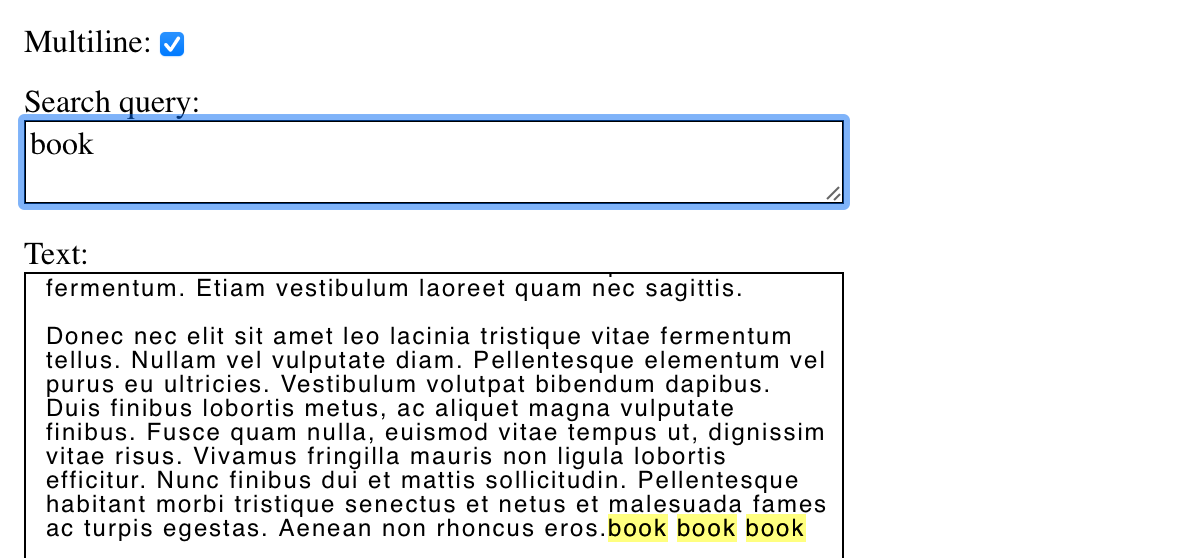 Multiline:
Search query:
book
Text:
fermentum. Etiam vestibulum laoreet quam nec sagittis.
Donec nec elit sit amet leo lacinia tristique vitae fermentum
tellus. Nullam vel vulputate diam. Pellentesque elementum vel
purus eu ultricies. Vestibulum volutpat bibendum dapibus.
Duis finibus lobortis metus, ac aliquet magna vulputate
finibus. Fusce quam nulla, euismod vitae tempus ut, dignissim
vitae risus. Vivamus fringilla mauris non ligula lobortis
efficitur. Nunc finibus dui et mattis sollicitudin. Pellentesque
habitant morbi tristique senectus et netus et malesuada fames
ac turpis egestas. Aenean non rhoncus eros.book book book